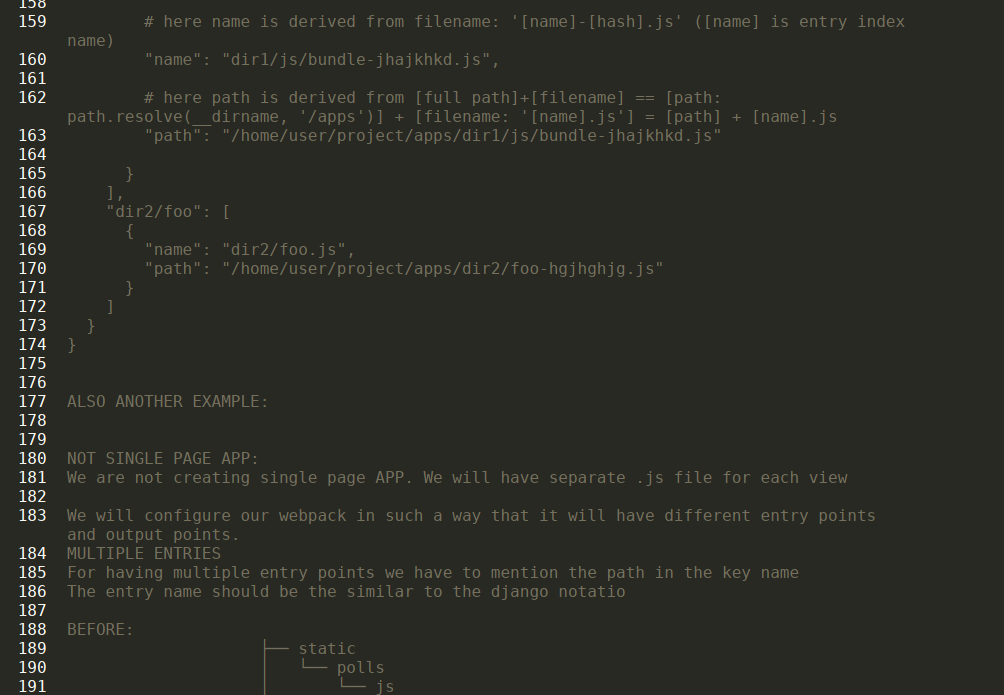 158
159 # here name is derived from filename: '[name]-[hash].js' ([name] is entry index
name)
160 "name": "dir1/js/bundle-jhajkhkd.js",
161
162 # here path is derived from [full path]+[filename] == [path:
path.resolve(__dirname, '/apps')] + [filename: '[name].js'] = [path] + [name].js
163 "path": "/home/user/project/apps/dir1/js/bundle-jhajkhkd.js"
164
165 }
166 ],
167 "dir2/foo": [
168 {
169 "name": "dir2/foo.js",
170 "path": "/home/user/project/apps/dir2/foo-hgjhghjg.js"
171 }
172 ]
173 }
174 }
175
176
177 ALSO ANOTHER EXAMPLE:
178
179
180 NOT SINGLE PAGE APP:
181 We are not creating single page APP. We will have separate .js file for each view
182
183 We will configure our webpack in such a way that it will have different entry points
and output points.
184 MULTIPLE ENTRIES
185 For having multiple entry points we have to mention the path in the key name
186 The entry name should be the similar to the django notatio
187
188 BEFORE:
189 ├── static
190 │   └── polls
191 │       └── js